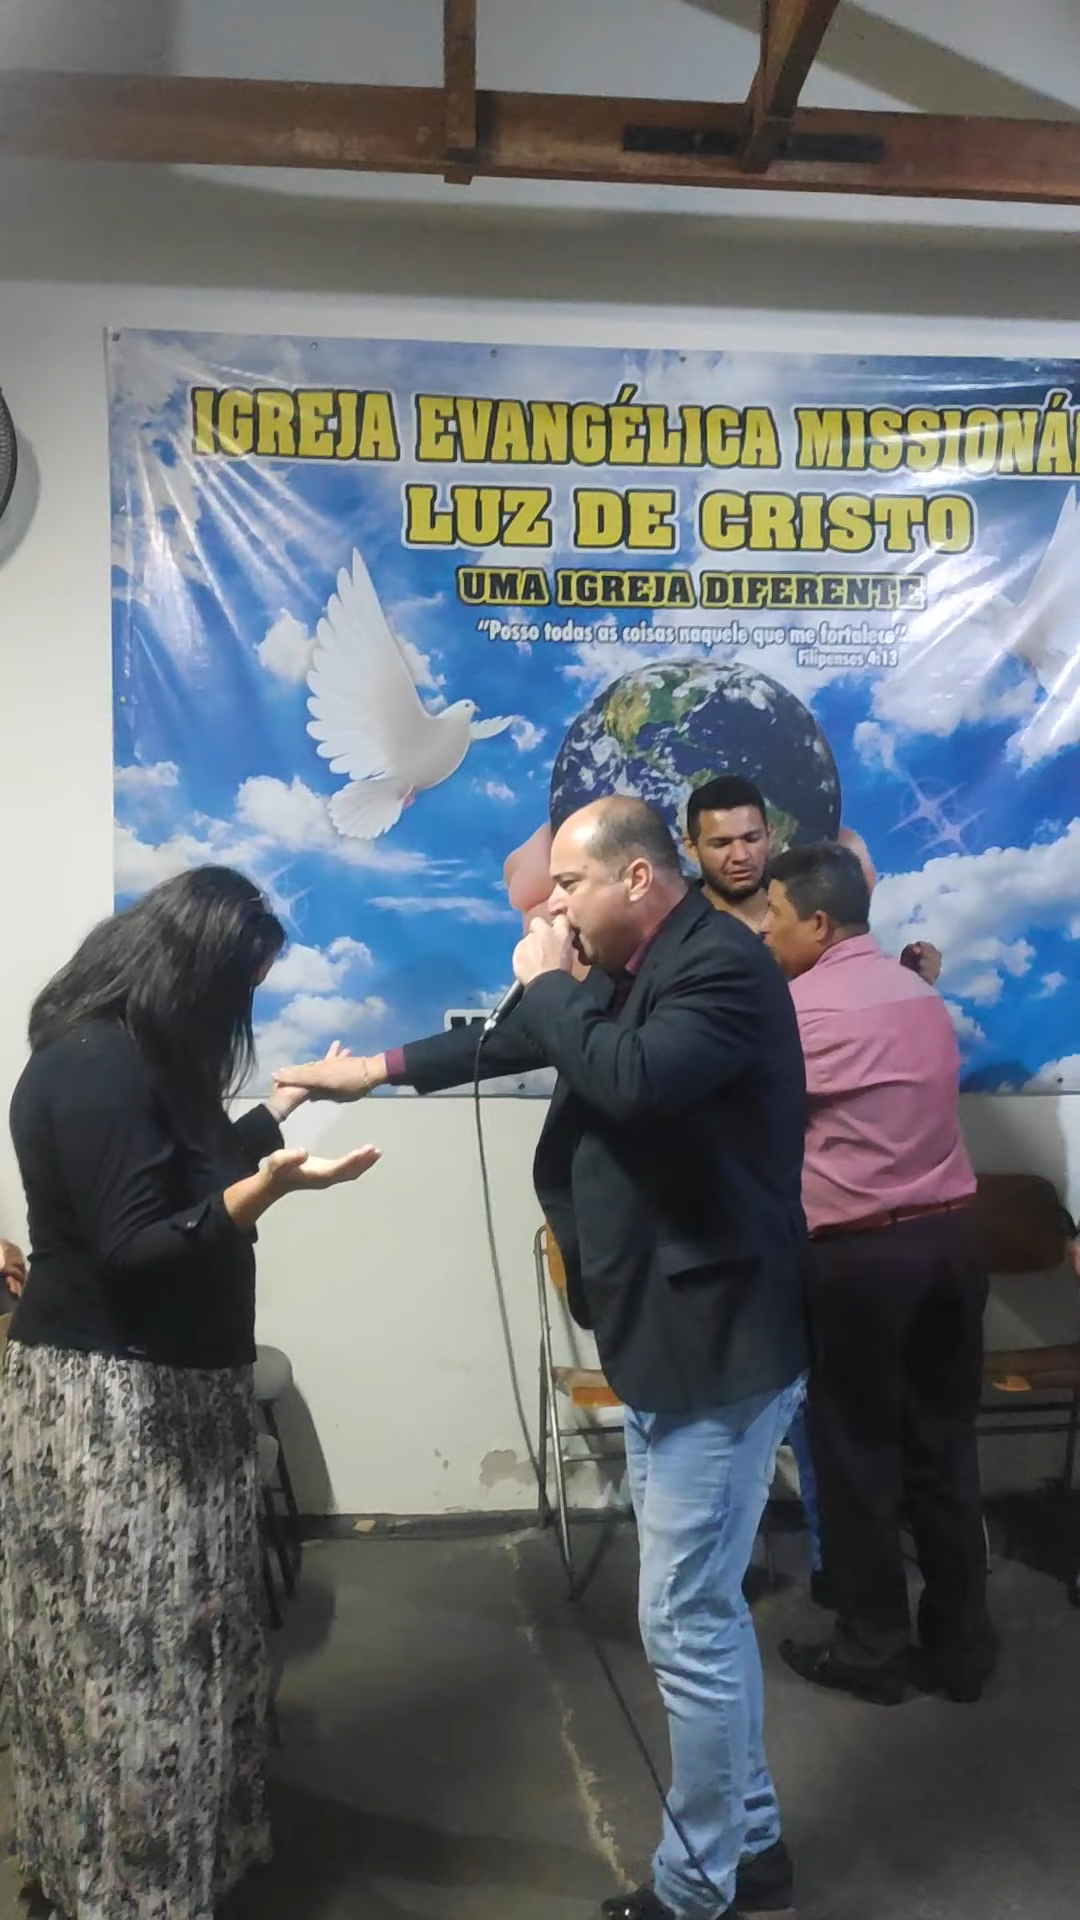 IGREJA EVANGÉLICA MISSIONÁ
LUZ DE CRISTO
UMA IGREJA DIFERENTE
"Posso todas as coisas naquele que me fortalece"
Filipenses 4:13